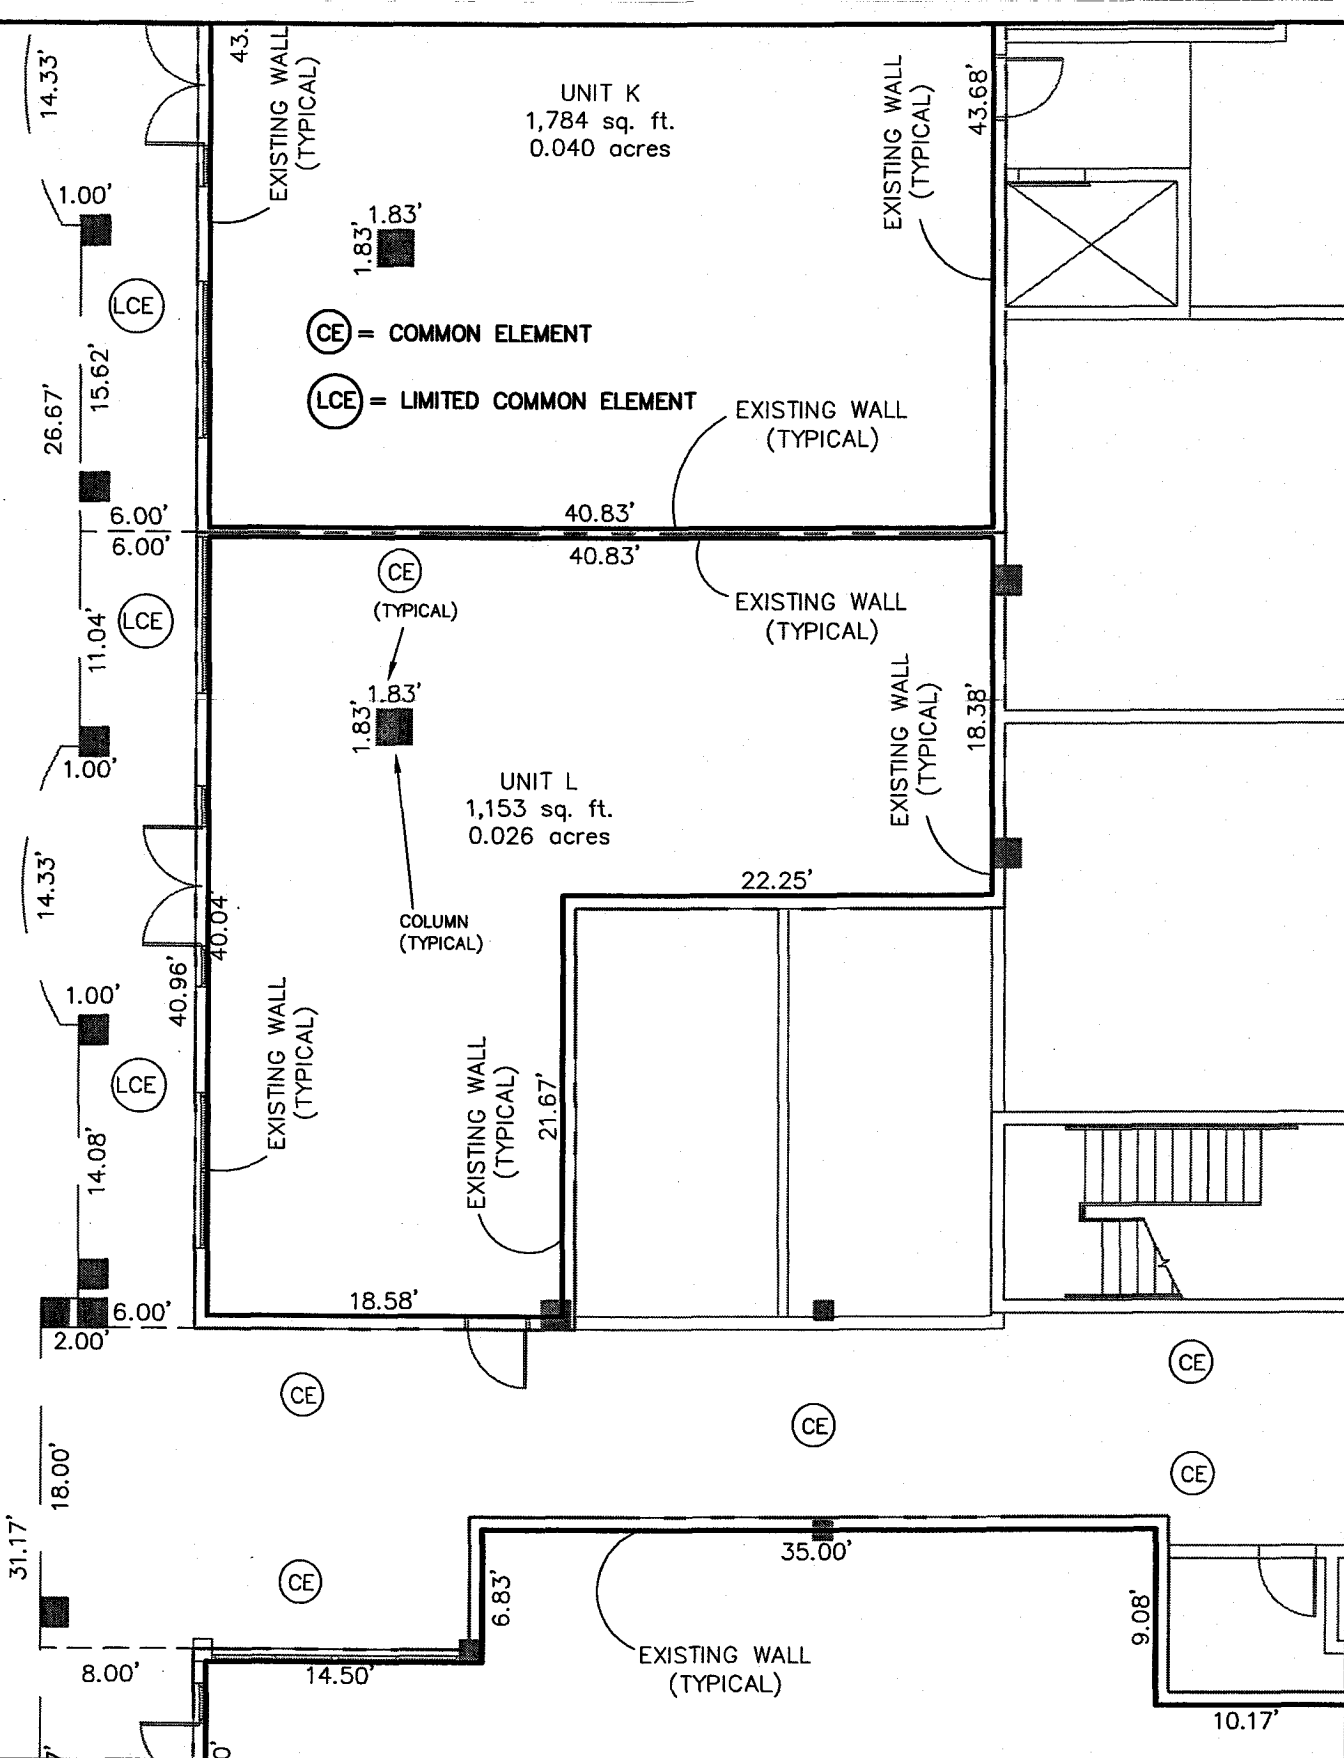 14.33'
43.
EXISTING WALL
(TYPICAL)
UNIT K
1,784 sq. ft.
0.040 acres
EXISTING WALL
(TYPICAL)
43.68'
1.00'
1.83'
1.83'
LCE
CE = COMMON ELEMENT
LCE = LIMITED COMMON ELEMENT
26.67'
15.62'
EXISTING WALL
(TYPICAL)
6.00'
40.83'
6.00'
40.83'
CE
(TYPICAL)
EXISTING WALL
(TYPICAL)
LCE
11.04'
1.83'
1.83'
EXISTING WALL
(TYPICAL)
18.38'
1.00'
UNIT L
1,153 sq. ft.
0.026 acres
14.33'
22.25'
40.04'
COLUMN
(TYPICAL)
40.96'
1.00'
EXISTING WALL
(TYPICAL)
LCE
EXISTING WALL
(TYPICAL)
21.67'
14.08'
6.00'
18.58'
2.00'
CE
CE
CE
CE
18.00'
31.17'
35.00'
CE
6.83'
9.08'
EXISTING WALL
(TYPICAL)
8.00'
14.50'
10.17'